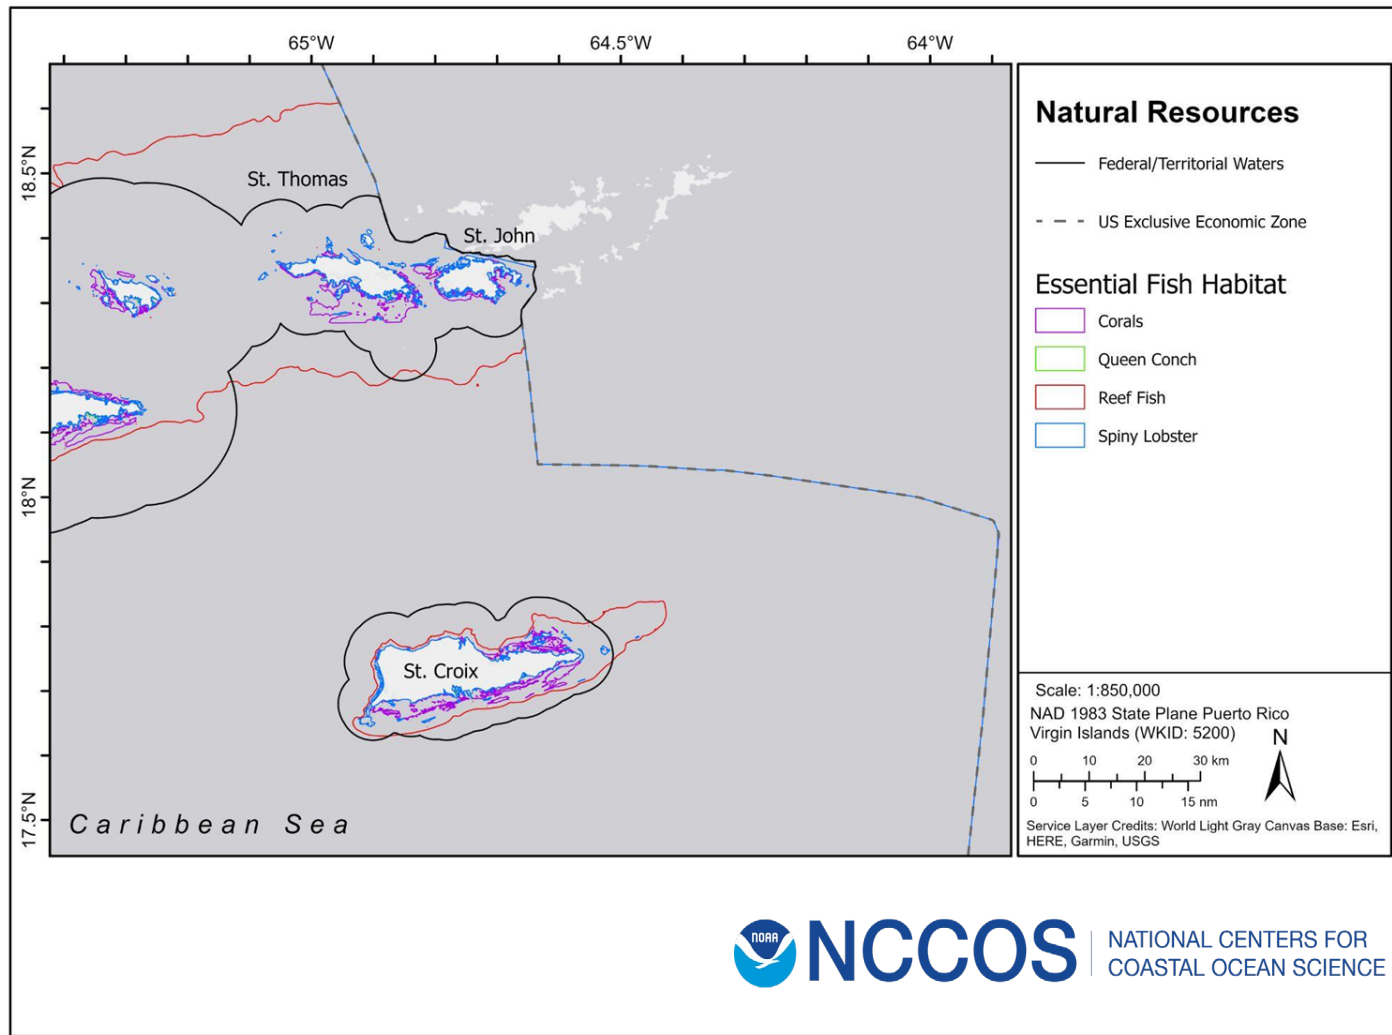 65°W
64.5°W
64°W
18.5°N
18°N
17.5°N
St. Thomas
St. John
St. Croix
Caribbean Sea
Natural Resources
Federal/Territorial Waters
US Exclusive Economic Zone
Essential Fish Habitat
Corals
Queen Conch
Reef Fish
Spiny Lobster
Scale: 1:850,000
NAD 1983 State Plane Puerto Rico
Virgin Islands (WKID: 5200)
N
0 10 20 30 km
0 5 10 15 nm
Service Layer Credits: World Light Gray Canvas Base: Esri,
HERE, Garmin, USGS
NOAA
NCCOS
NATIONAL CENTERS FOR
COASTAL OCEAN SCIENCE